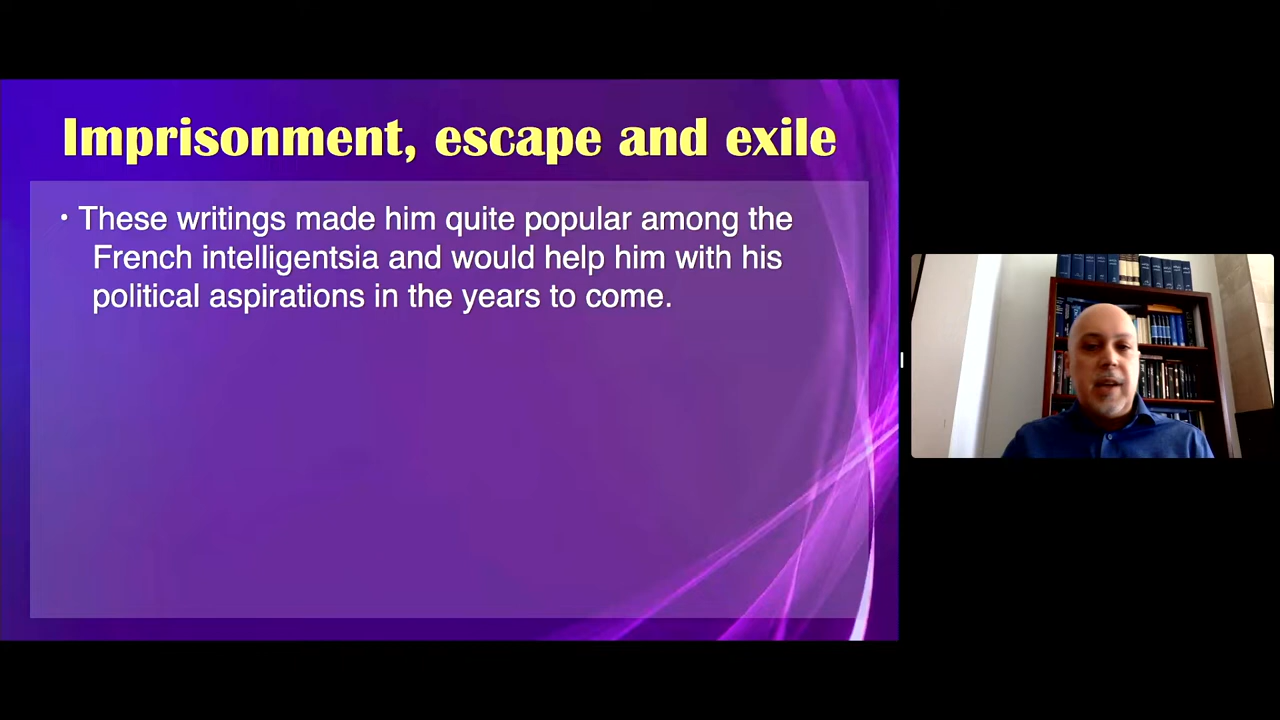 Imprisonment, escape and exile
• These writings made him quite popular among the
French intelligentsia and would help him with his
political aspirations in the years to come.